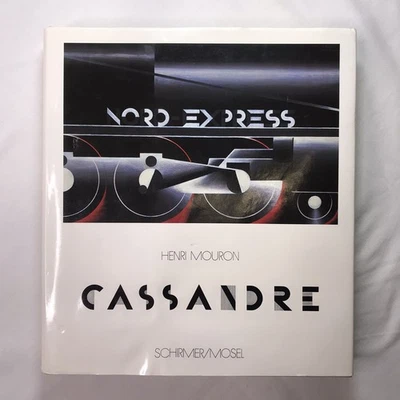 NORD EXPRESS
HENRI MOURON
CASSANDRE
SCHIRMER/MOSEL